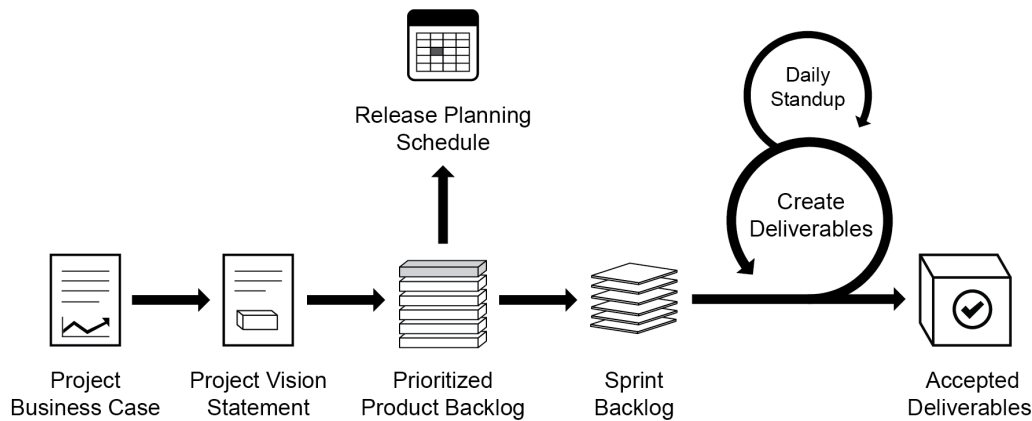 Release Planning
Schedule
Daily
Standup
Create
Deliverables
Project
Business Case
Project Vision
Statement
Prioritized
Product Backlog
Sprint
Backlog
Accepted
Deliverables